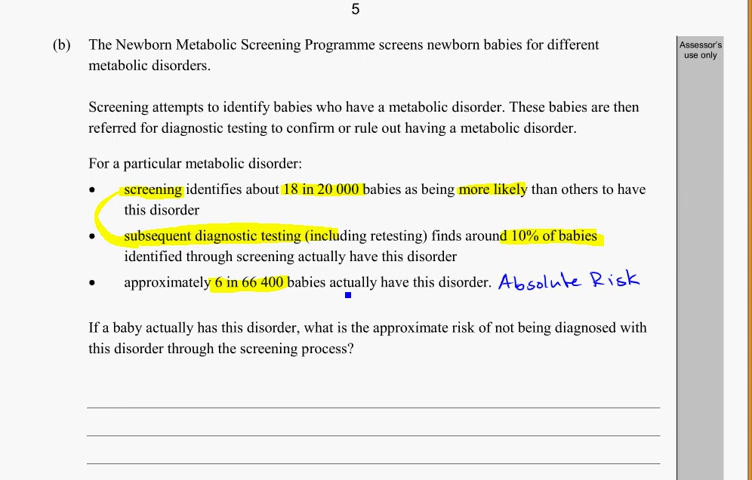 5
(b) The Newborn Metabolic Screening Programme screens newborn babies for different
metabolic disorders.
Assessor's
use only
Screening attempts to identify babies who have a metabolic disorder. These babies are then
referred for diagnostic testing to confirm or rule out having a metabolic disorder.
For a particular metabolic disorder:
• screening identifies about 18 in 20 000 babies as being more likely than others to have
this disorder
• subsequent diagnostic testing (including retesting) finds around 10% of babies
identified through screening actually have this disorder
• approximately 6 in 66 400 babies actually have this disorder. Absolute Risk
If a baby actually has this disorder, what is the approximate risk of not being diagnosed with
this disorder through the screening process?